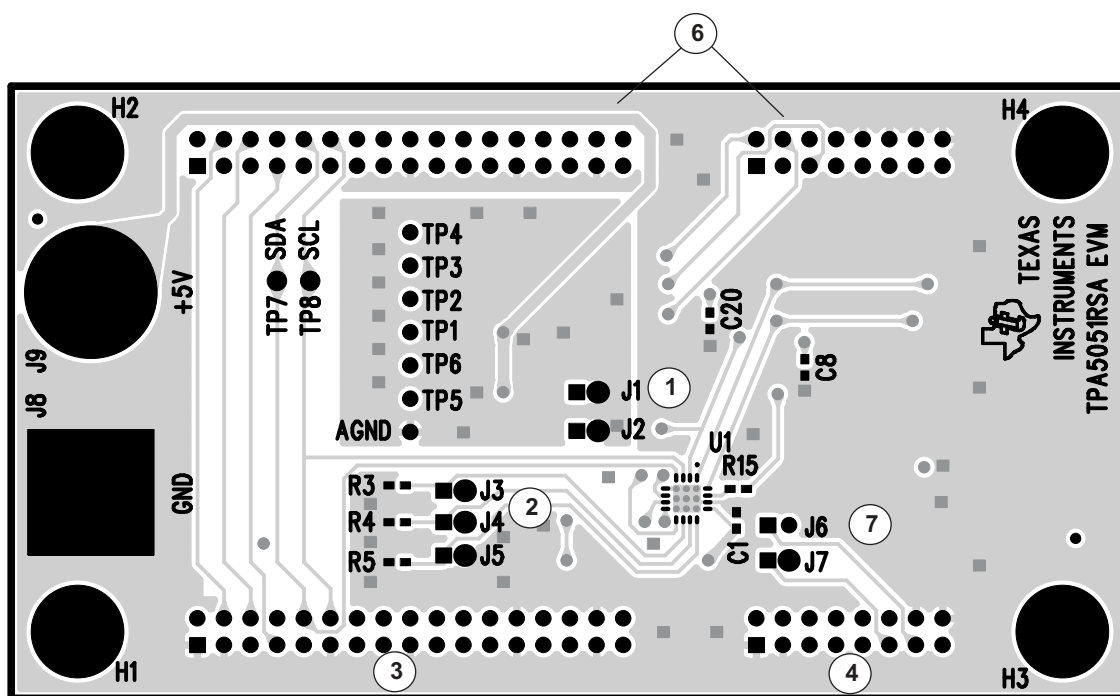 6
H2
H4
TP4
TP3
TP2
TP1
TP6
TP5
AGND
SDA
SCL
TP7
TP8
+5V
J9
J8
GND
C20
C8
J1
1
J2
U1
R15
R3
R4
R5
J3
J4
J5
2
C1
J6
J7
7
TEXAS
INSTRUMENTS
TPA5051RSA EVM
H1
3
4
H3